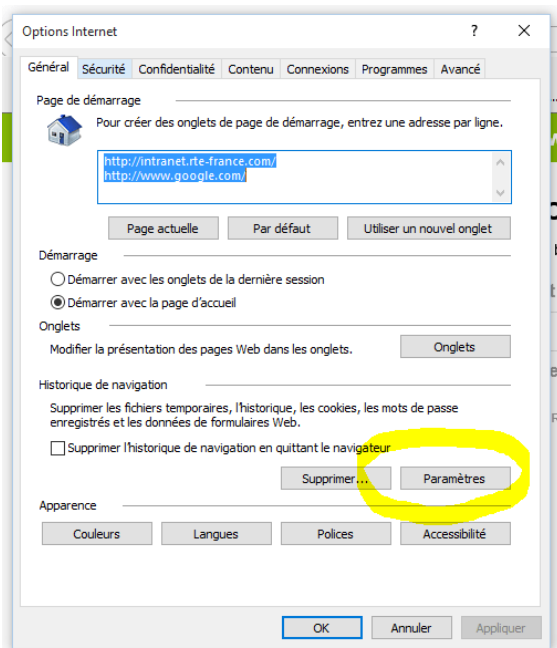 Options Internet ? ×
Général Sécurité Confidentialité Contenu Connexions Programmes Avancé
Page de démarrage
Pour créer des onglets de page de démarrage, entrez une adresse par ligne.
http://intranet.rte-france.com/
http://www.google.com/
Page actuelle Par défaut Utiliser un nouvel onglet
Démarrage
Démarrer avec les onglets de la dernière session
Démarrer avec la page d'accueil
Onglets
Modifier la présentation des pages Web dans les onglets. Onglets
Historique de navigation
Supprimer les fichiers temporaires, l'historique, les cookies, les mots de passe
enregistrés et les données de formulaires Web.
Supprimer l'historique de navigation en quittant le navigateur
Supprimer... Paramètres
Apparence
Couleurs Langues Polices Accessibilité
OK Annuler Appliquer